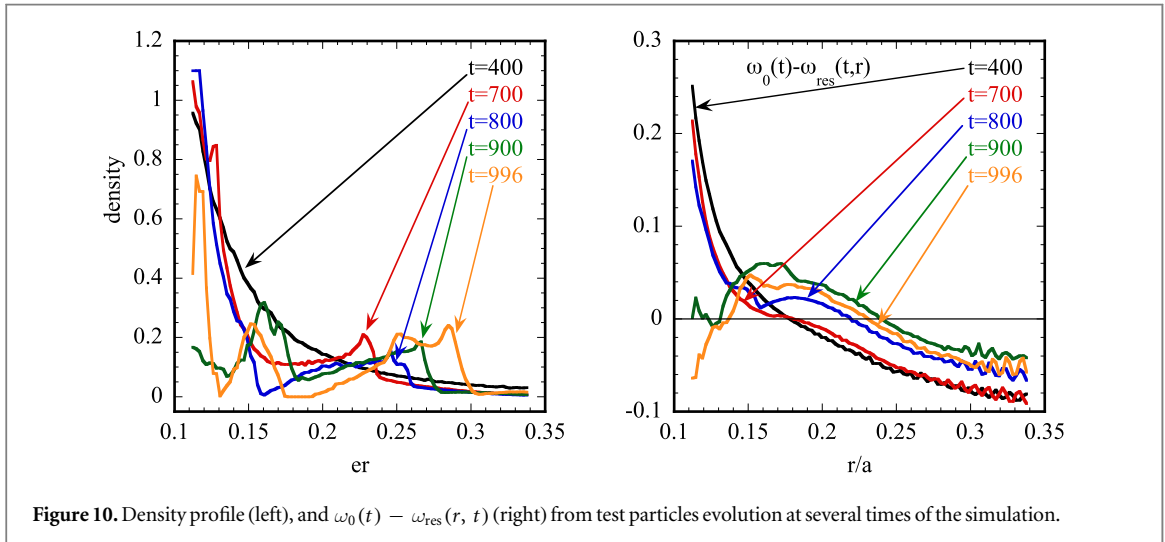 1.2
1
0.8
0.6
0.4
0.2
0
density
0.1
0.15
0.2
0.25
0.3
0.35
er
t=400
t=700
t=800
t=900
t=996
0.3
0.2
0.1
0
-0.1
0.1
0.15
0.2
0.25
0.3
0.35
r/a
ω0(t)-ωres(t,r)
t=400
t=700
t=800
t=900
t=996
Figure 10. Density profile (left), and ω0(t) − ωres(r, t) (right) from test particles evolution at several times of the simulation.